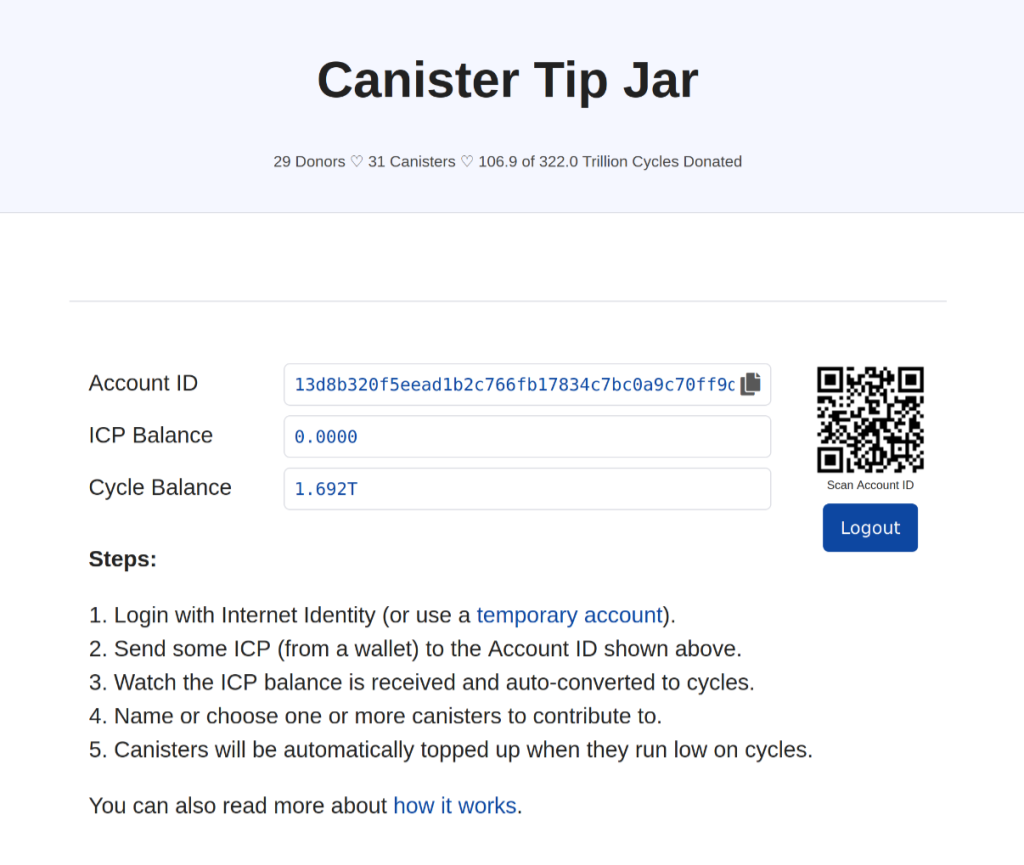 Canister Tip Jar
29 Donors ♡ 31 Canisters ♡ 106.9 of 322.0 Trillion Cycles Donated
Account ID
13d8b320f5eead1b2c766fb17834c7bc0a9c70ff9
ICP Balance
0.0000
Cycle Balance
1.692T
Scan Account ID
Logout
Steps:
1. Login with Internet Identity (or use a temporary account).
2. Send some ICP (from a wallet) to the Account ID shown above.
3. Watch the ICP balance is received and auto-converted to cycles.
4. Name or choose one or more canisters to contribute to.
5. Canisters will be automatically topped up when they run low on cycles.
You can also read more about how it works.